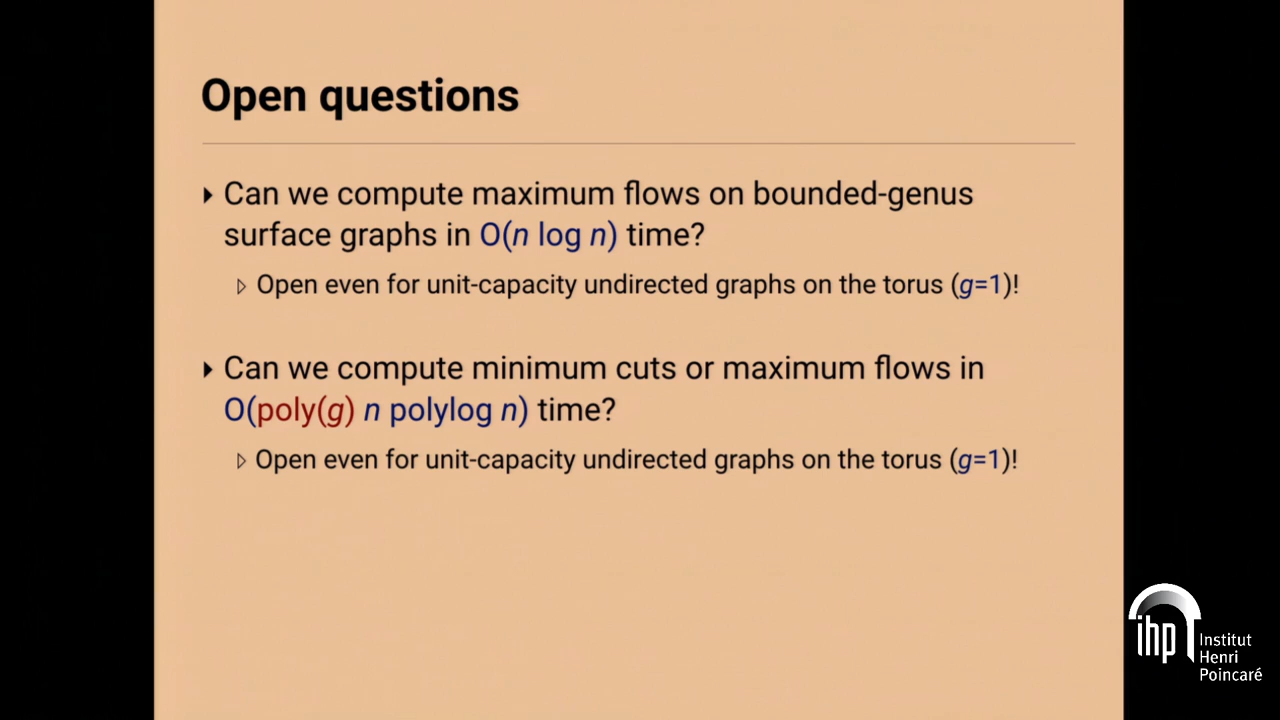 Open questions
Can we compute maximum flows on bounded-genus
surface graphs in O(n log n) time?
Open even for unit-capacity undirected graphs on the torus (g=1)!
Can we compute minimum cuts or maximum flows in
O(poly(g) n polylog n) time?
Open even for unit-capacity undirected graphs on the torus (g=1)!
ihp
Institut
Henri
Poincaré